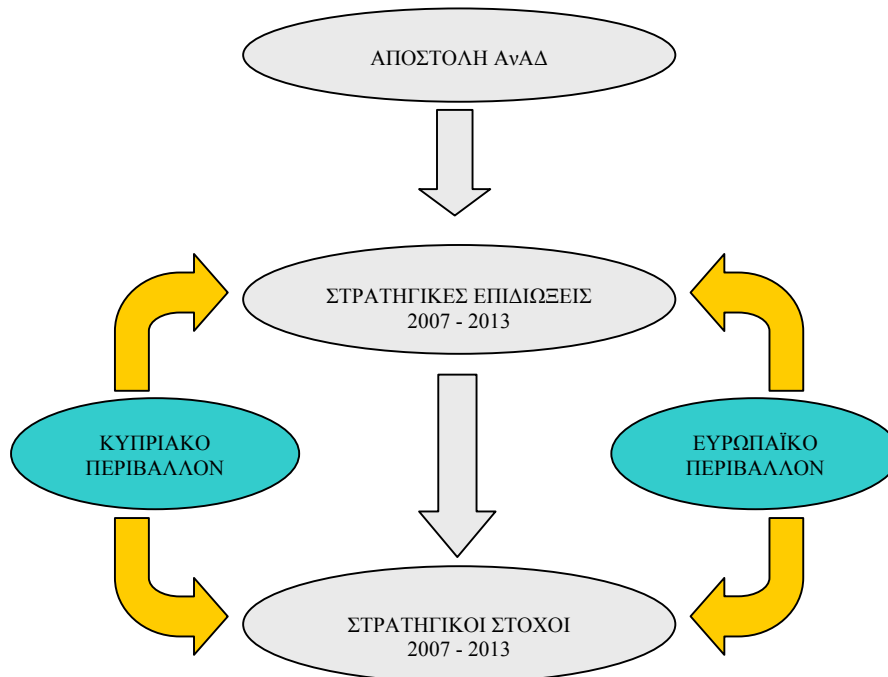 ΑΠΟΣΤΟΛΗ ΑνΑΔ
ΣΤΡΑΤΗΓΙΚΕΣ ΕΠΙΔΙΩΞΕΙΣ
2007 - 2013
ΚΥΠΡΙΑΚΟ
ΠΕΡΙΒΑΛΛΟΝ
ΕΥΡΩΠΑΪΚΟ
ΠΕΡΙΒΑΛΛΟΝ
ΣΤΡΑΤΗΓΙΚΟΙ ΣΤΟΧΟΙ
2007 - 2013